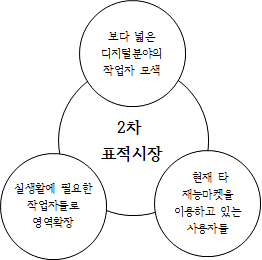 보다 넓은
디지털분야의
작업자 모색
2차
표적시장
실생활에 필요한
작업자들로
영역확장
현재 타
재능마켓을
이용하고 있는
사용자들